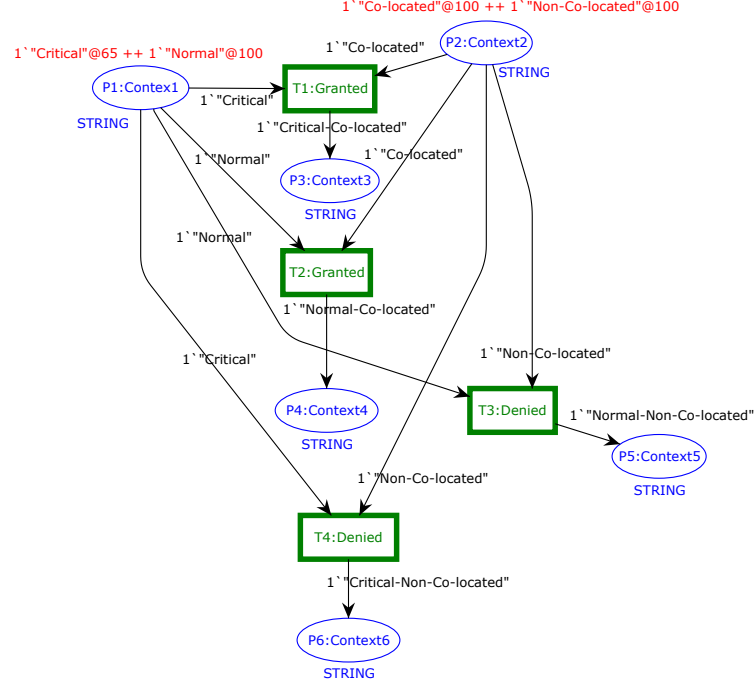 1`"Co-located"@100 ++ 1`"Non-Co-located"@100
1`"Critical"@65 ++ 1`"Normal"@100
P2:Context2
1`"Co-located"
STRING
P1:Contex1
T1:Granted
1`"Critical"
STRING
1`"Critical-Co-located"
1`"Normal"
1`"Co-located"
P3:Context3
STRING
1`"Normal"
T2:Granted
1`"Normal-Co-located"
1`"Critical"
1`"Non-Co-located"
P4:Context4
T3:Denied
1`"Normal-Non-Co-located"
STRING
P5:Context5
1`"Non-Co-located"
STRING
T4:Denied
1`"Critical-Non-Co-located"
P6:Context6
STRING